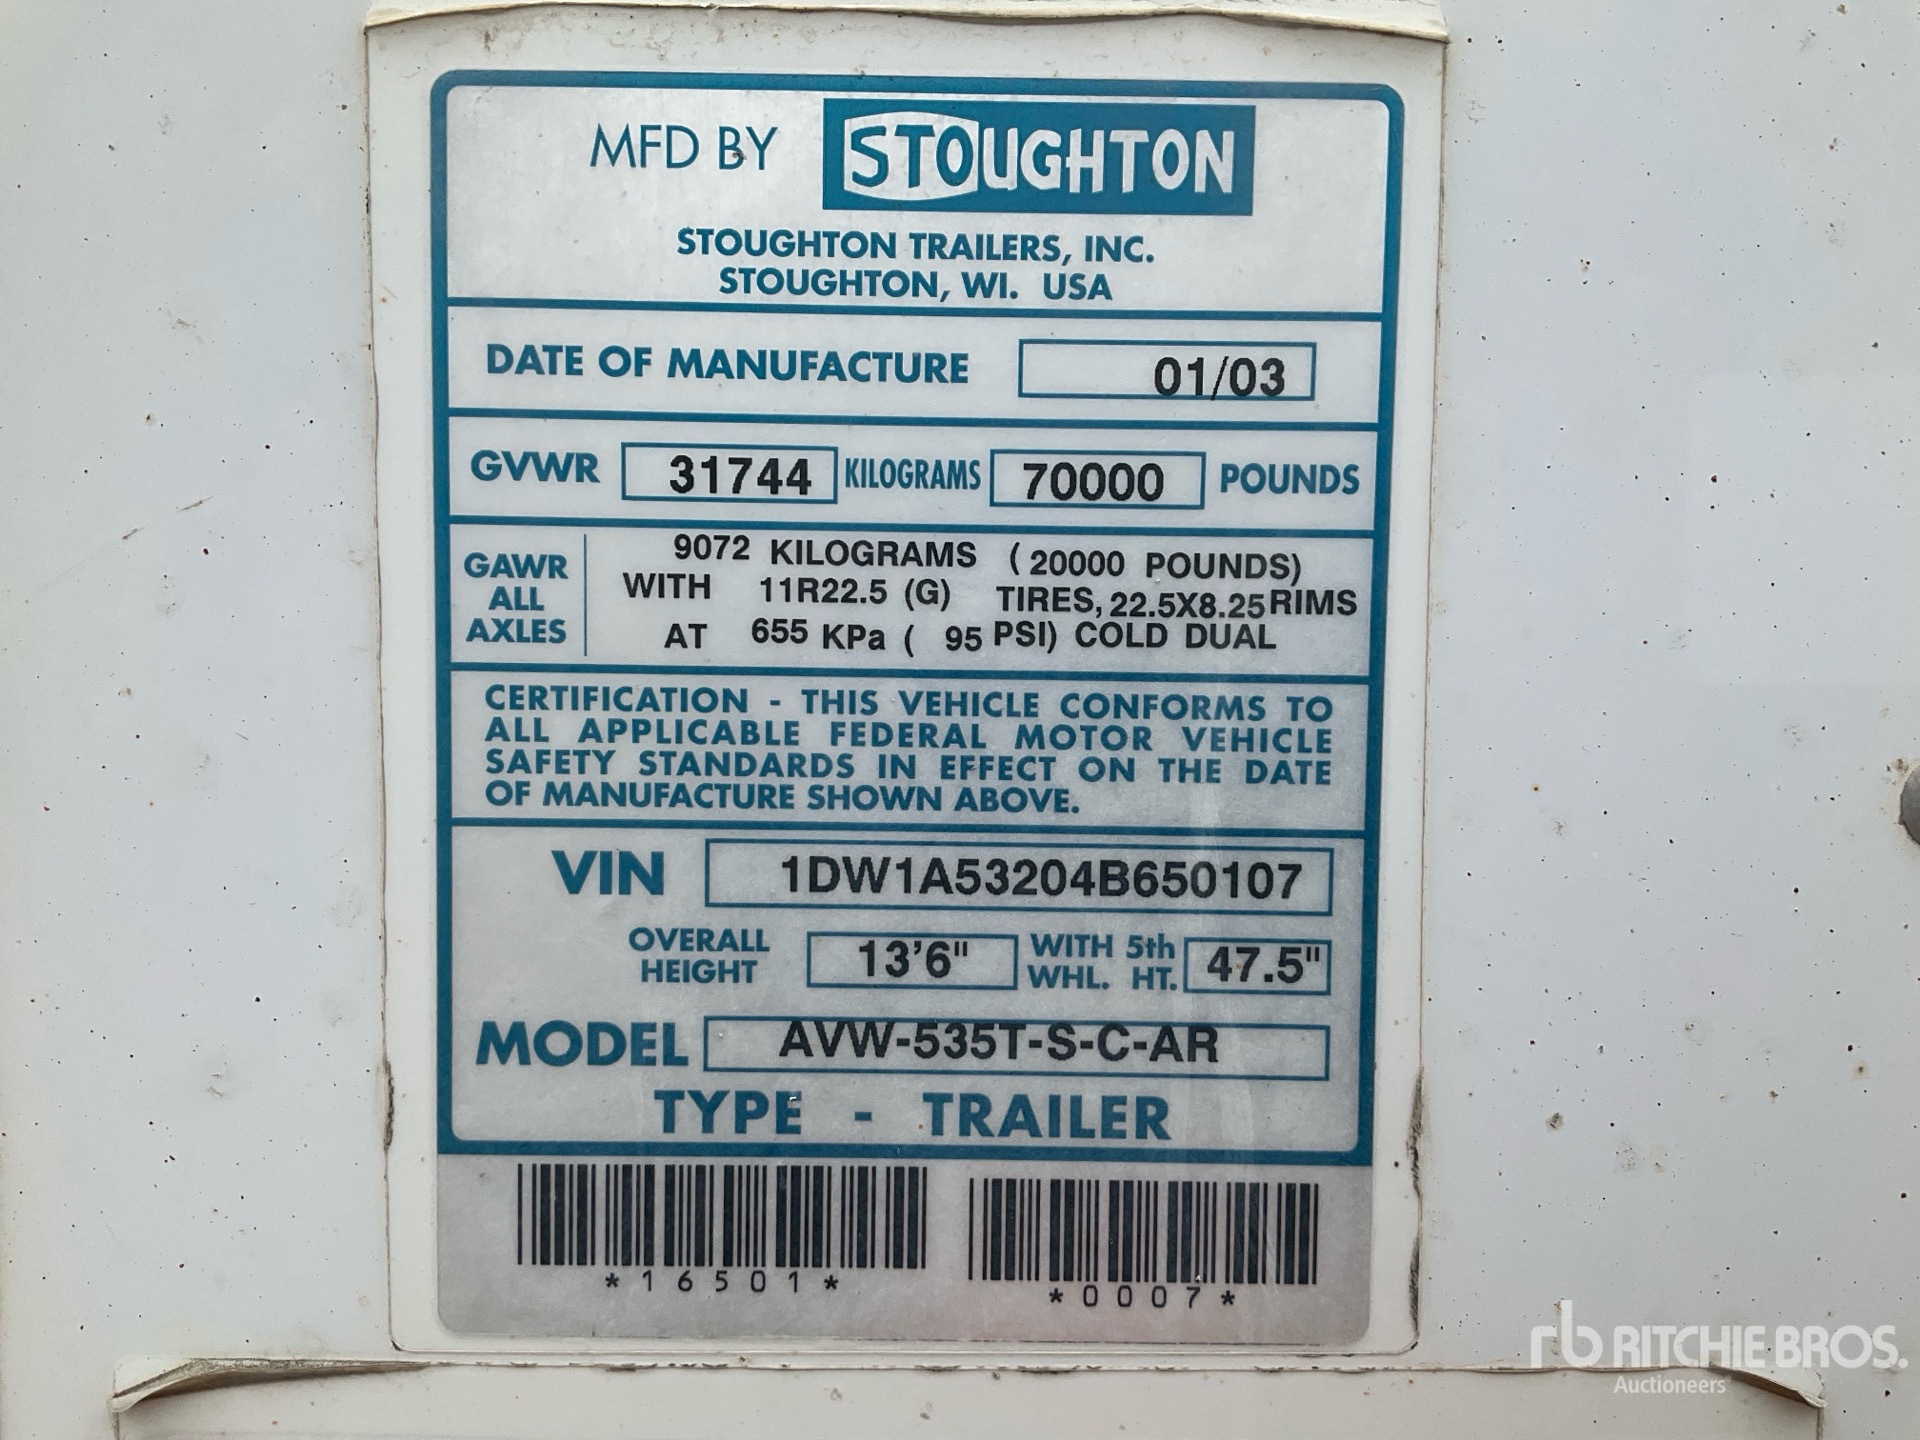 MFD BY STOUGHTON
STOUGHTON TRAILERS, INC.
STOUGHTON, WI. USA
DATE OF MANUFACTURE 01/03
GVWR 31744 KILOGRAMS 70000 POUNDS
GAWR ALL AXLES
9072 KILOGRAMS ( 20000 POUNDS)
WITH 11R22.5 (G) TIRES, 22.5X8.25 RIMS
AT 655 KPa ( 95 PSI) COLD DUAL
CERTIFICATION - THIS VEHICLE CONFORMS TO
ALL APPLICABLE FEDERAL MOTOR VEHICLE
SAFETY STANDARDS IN EFFECT ON THE DATE
OF MANUFACTURE SHOWN ABOVE.
VIN 1DW1A53204B650107
OVERALL HEIGHT 13'6" WITH 5th WHL. HT. 47.5"
MODEL AVW-535T-S-C-AR
TYPE - TRAILER
*16501* *0007*
rb RITCHIE BROS.
Auctioneers